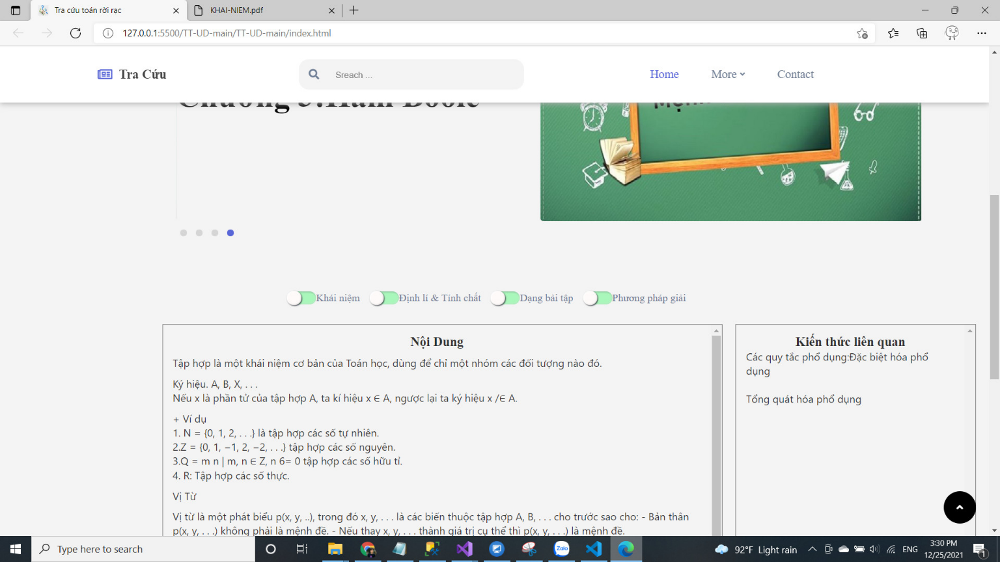 Tra cứu toán rời rạc
KHAI-NIEM.pdf
127.0.0.1:5500/TT-UD-main/TT-UD-main/index.html
Tra Cứu
Sreach ...
Home
More
Contact
Khái niệm
Định lí & Tính chất
Dạng bài tập
Phương pháp giải
Nội Dung
Tập hợp là một khái niệm cơ bản của Toán học, dùng để chỉ một nhóm các đối tượng nào đó.
Ký hiệu. A, B, X, . . .
Nếu x là phần tử của tập hợp A, ta kí hiệu x ∈ A, ngược lại ta ký hiệu x /∈ A.
+ Ví dụ
1. N = {0, 1, 2, . . .} là tập hợp các số tự nhiên.
2.Z = {0, 1, −1, 2, −2, . . .} tập hợp các số nguyên.
3.Q = m n | m, n ∈ Z, n 6= 0 tập hợp các số hữu tỉ.
4. R: Tập hợp các số thực.
Vị Từ
Vị từ là một phát biểu p(x, y, ..), trong đó x, y, . . . là các biến thuộc tập hợp A, B, . . . cho trước sao cho: - Bản thân
p(x, y, . . .) không phải là mệnh đề. - Nếu thay x, y, . . . thành giá trị cụ thể thì p(x, y, . . .) là mệnh đề.
Kiến thức liên quan
Các quy tắc phổ dụng:Đặc biệt hóa phổ
dụng
Tổng quát hóa phổ dụng
Type here to search
Zalo
92°F Light rain
ENG
3:30 PM
12/25/2021
1